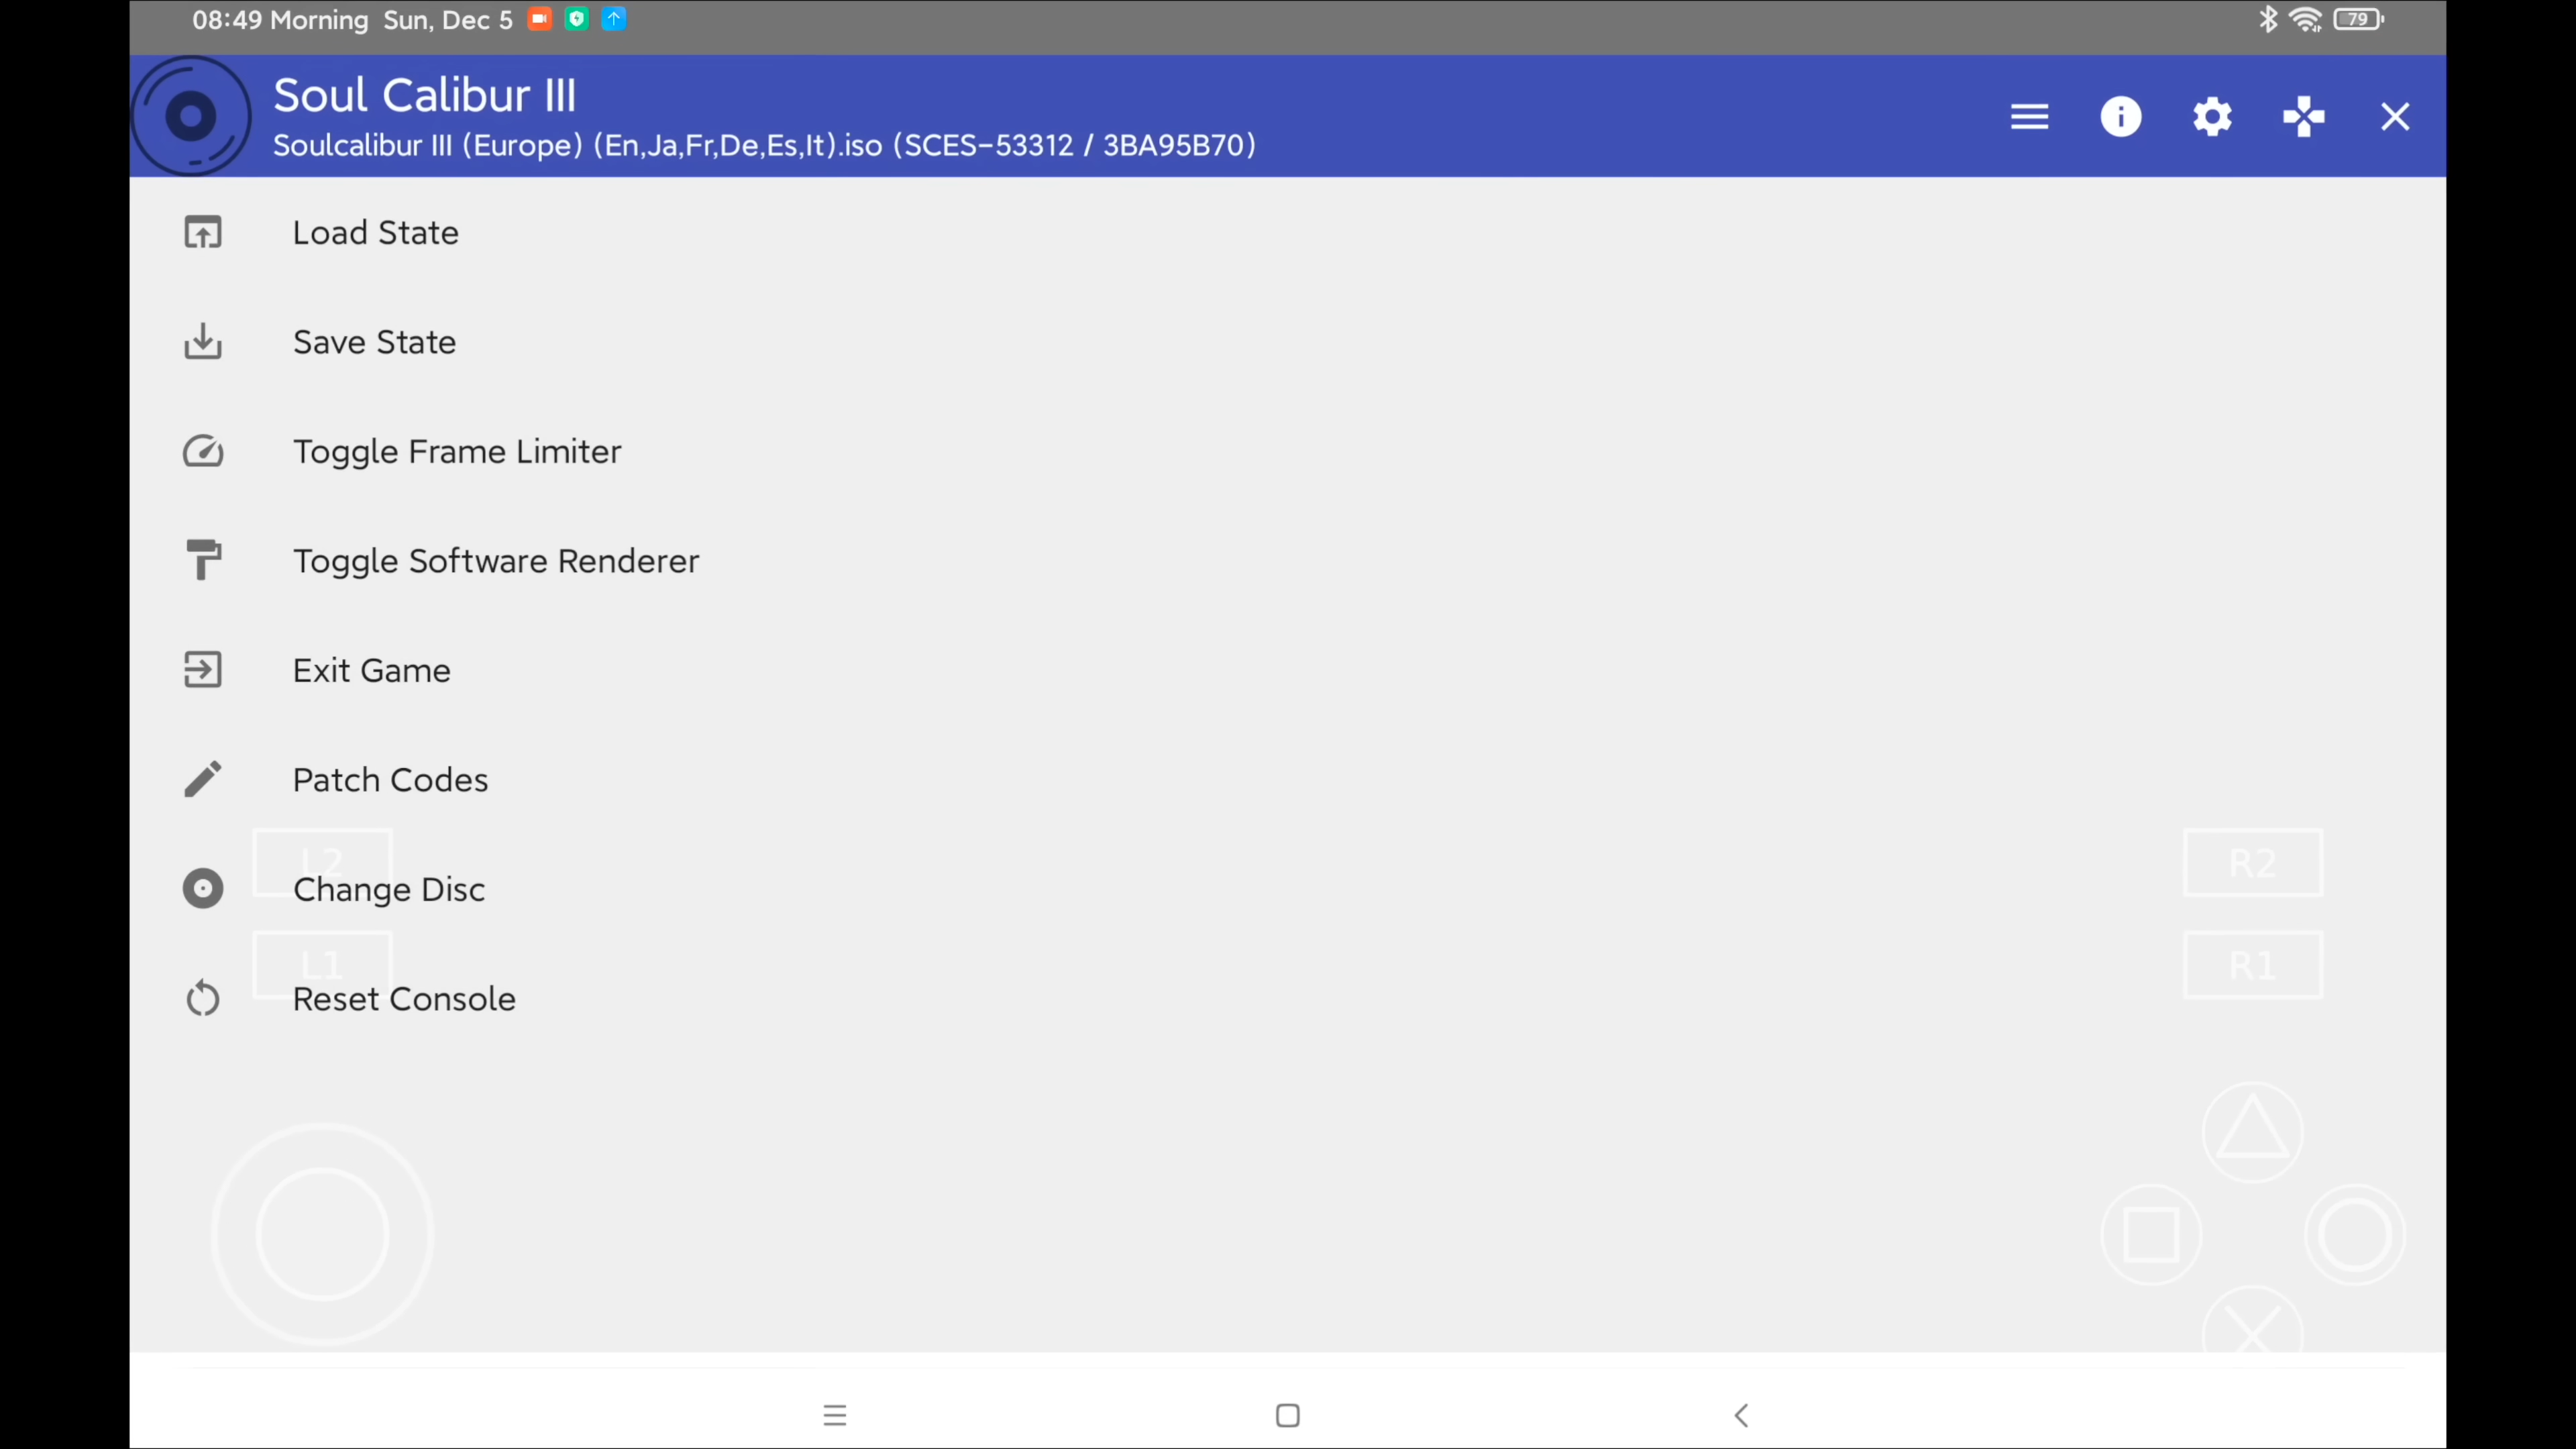 08:49 Morning Sun, Dec 5
79
Soul Calibur III
Soulcalibur III (Europe) (En,Ja,Fr,De,Es,It).iso (SCES-53312 / 3BA95B70)
Load State
Save State
Toggle Frame Limiter
Toggle Software Renderer
Exit Game
Patch Codes
L2
R2
Change Disc
L1
R1
Reset Console